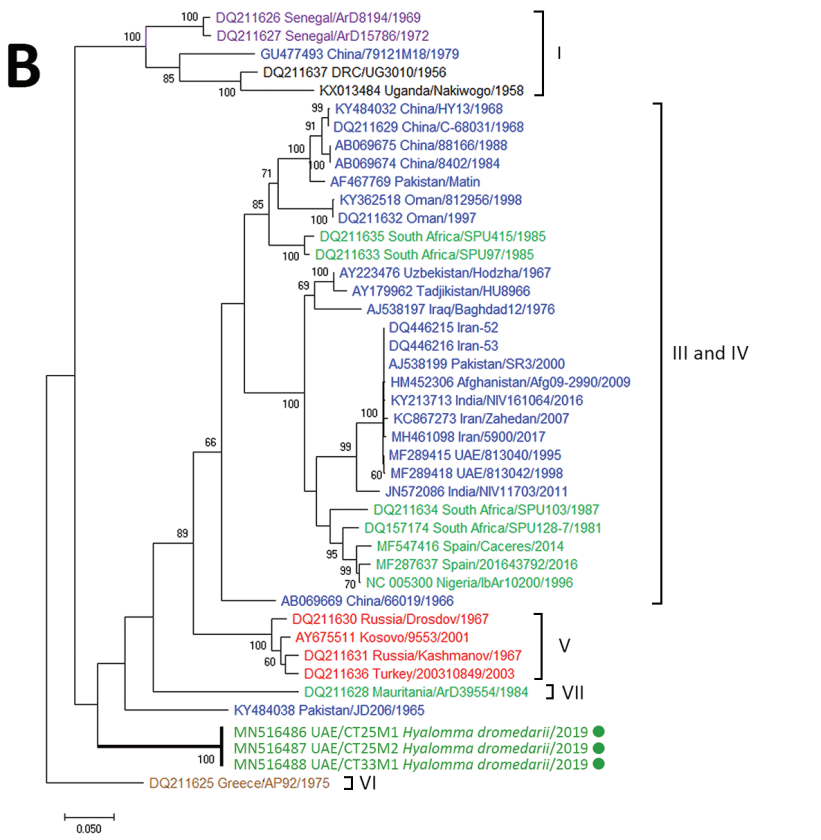 B
100
DQ211626 Senegal/ArD8194/1969
100
DQ211627 Senegal/ArD15786/1972
GU477493 China/79121M18/1979
I
85
DQ211637 DRC/UG3010/1956
100
KX013484 Uganda/Nakiwogo/1958
99
KY484032 China/HY13/1968
91
DQ211629 China/C-68031/1968
100
AB069675 China/88166/1988
100
AB069674 China/8402/1984
71
AF467769 Pakistan/Matin
85
KY362518 Oman/812956/1998
100
DQ211632 Oman/1997
DQ211635 South Africa/SPU415/1985
100
DQ211633 South Africa/SPU97/1985
100
AY223476 Uzbekistan/Hodzha/1967
69
AY179962 Tadjikistan/HU8966
AJ538197 Iraq/Baghdad12/1976
DQ446215 Iran-52
DQ446216 Iran-53
III and IV
AJ538199 Pakistan/SR3/2000
HM452306 Afghanistan/Afg09-2990/2009
100
KY213713 India/NIV161064/2016
100
KC867273 Iran/Zahedan/2007
MH461098 Iran/5900/2017
66
99
MF289415 UAE/813040/1995
60
MF289418 UAE/813042/1998
JN572086 India/NIV11703/2011
DQ211634 South Africa/SPU103/1987
89
DQ157174 South Africa/SPU128-7/1981
95
MF547416 Spain/Caceres/2014
99
MF287637 Spain/201643792/2016
70
NC 005300 Nigeria/IbAr10200/1996
AB069669 China/66019/1966
DQ211630 Russia/Drosdov/1967
100
AY675511 Kosovo/9553/2001
V
60
DQ211631 Russia/Kashmanov/1967
DQ211636 Turkey/200310849/2003
DQ211628 Mauritania/ArD39554/1984
VII
KY484038 Pakistan/JD206/1965
MN516486 UAE/CT25M1 Hyalomma dromedarii/2019
MN516487 UAE/CT25M2 Hyalomma dromedarii/2019
100
MN516488 UAE/CT33M1 Hyalomma dromedarii/2019
DQ211625 Greece/AP92/1975
VI
0.050